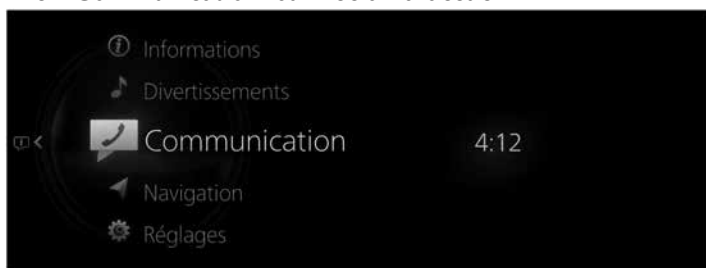 Informations
Divertissements
Communication 4:12
Navigation
Réglages